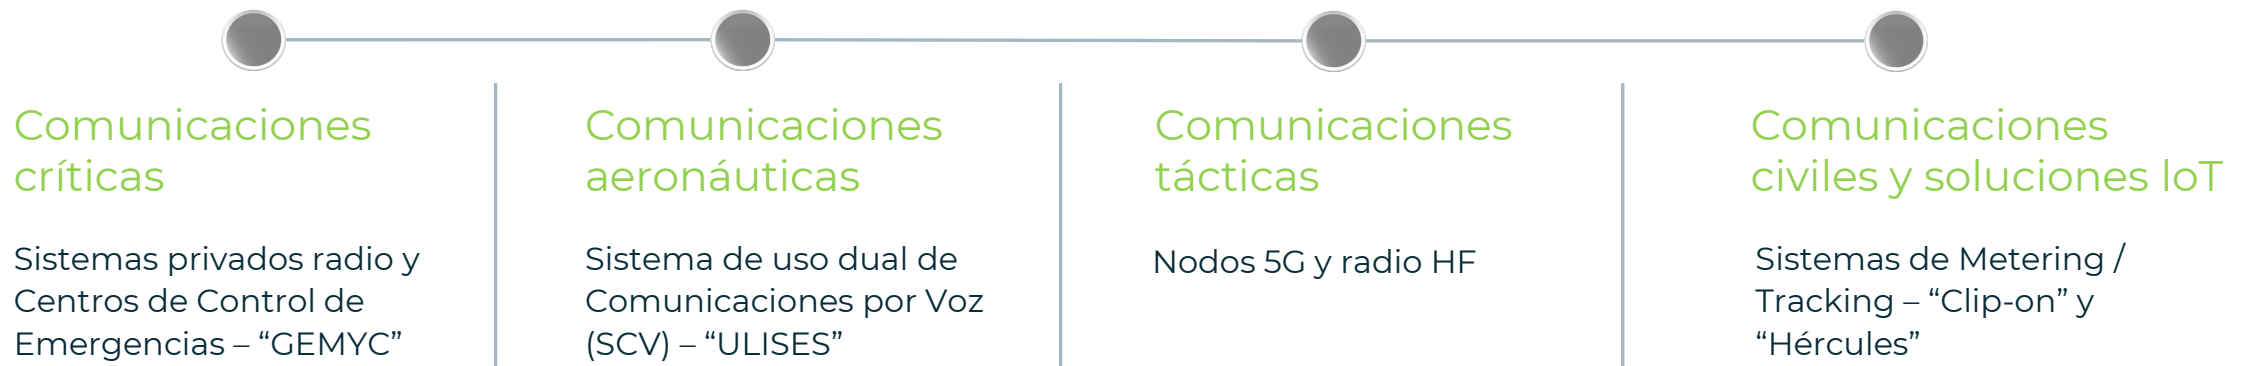 Comunicaciones
críticas
Sistemas privados radio y
Centros de Control de
Emergencias – “GEMYC”
Comunicaciones
aeronáuticas
Sistema de uso dual de
Comunicaciones por Voz
(SCV) – “ULISES”
Comunicaciones
tácticas
Nodos 5G y radio HF
Comunicaciones
civiles y soluciones loT
Sistemas de Metering /
Tracking – “Clip-on” y
“Hércules”